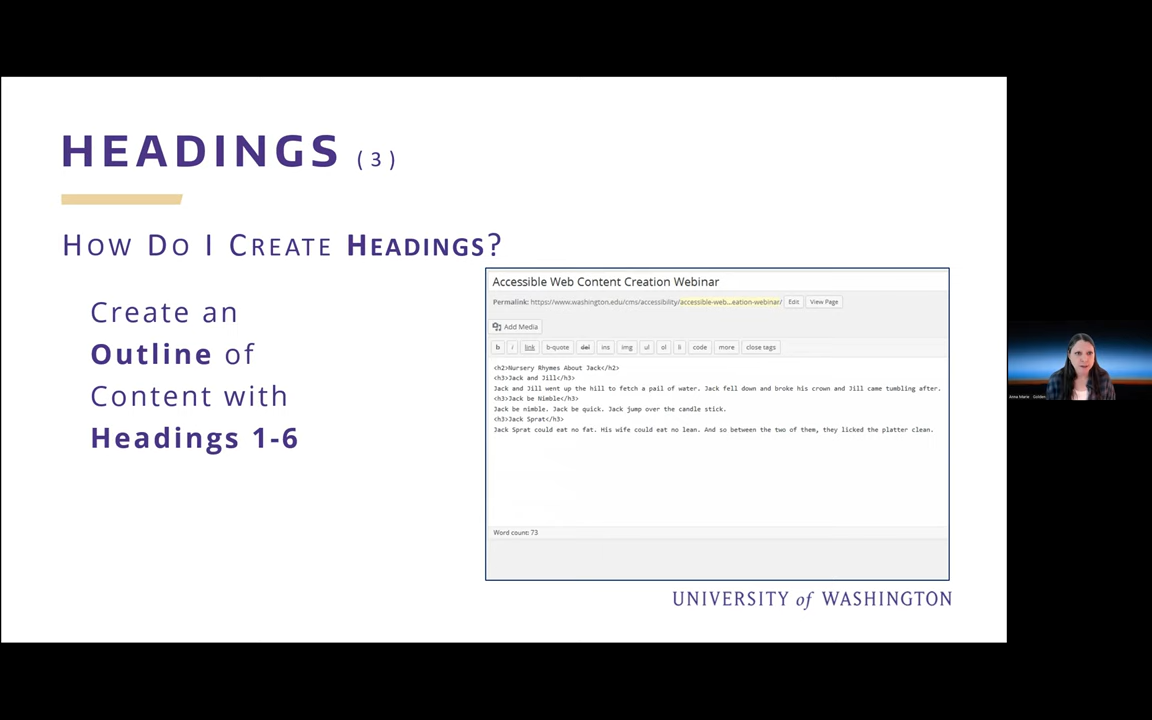 HEADINGS (3)
HOW DO I CREATE HEADINGS?
Create an
Outline of
Content with
Headings 1-6
Accessible Web Content Creation Webinar
Permalink: https://www.washington.edu/cms/accessibility/accessible-web...eation-webinar/ Edit View Page
Add Media
b i link b-quote del ins img ul ol li code more close tags
<h2>Nursery Rhymes About Jack</h2>
<h3>Jack and Jill</h3>
Jack and Jill went up the hill to fetch a pail of water. Jack fell down and broke his crown and Jill came tumbling after.
<h3>Jack be Nimble</h3>
Jack be nimble. Jack be quick. Jack jump over the candle stick.
<h3>Jack Sprat</h3>
Jack Sprat could eat no fat. His wife could eat no lean. And so between the two of them, they licked the platter clean.
Word count: 73
UNIVERSITY of WASHINGTON